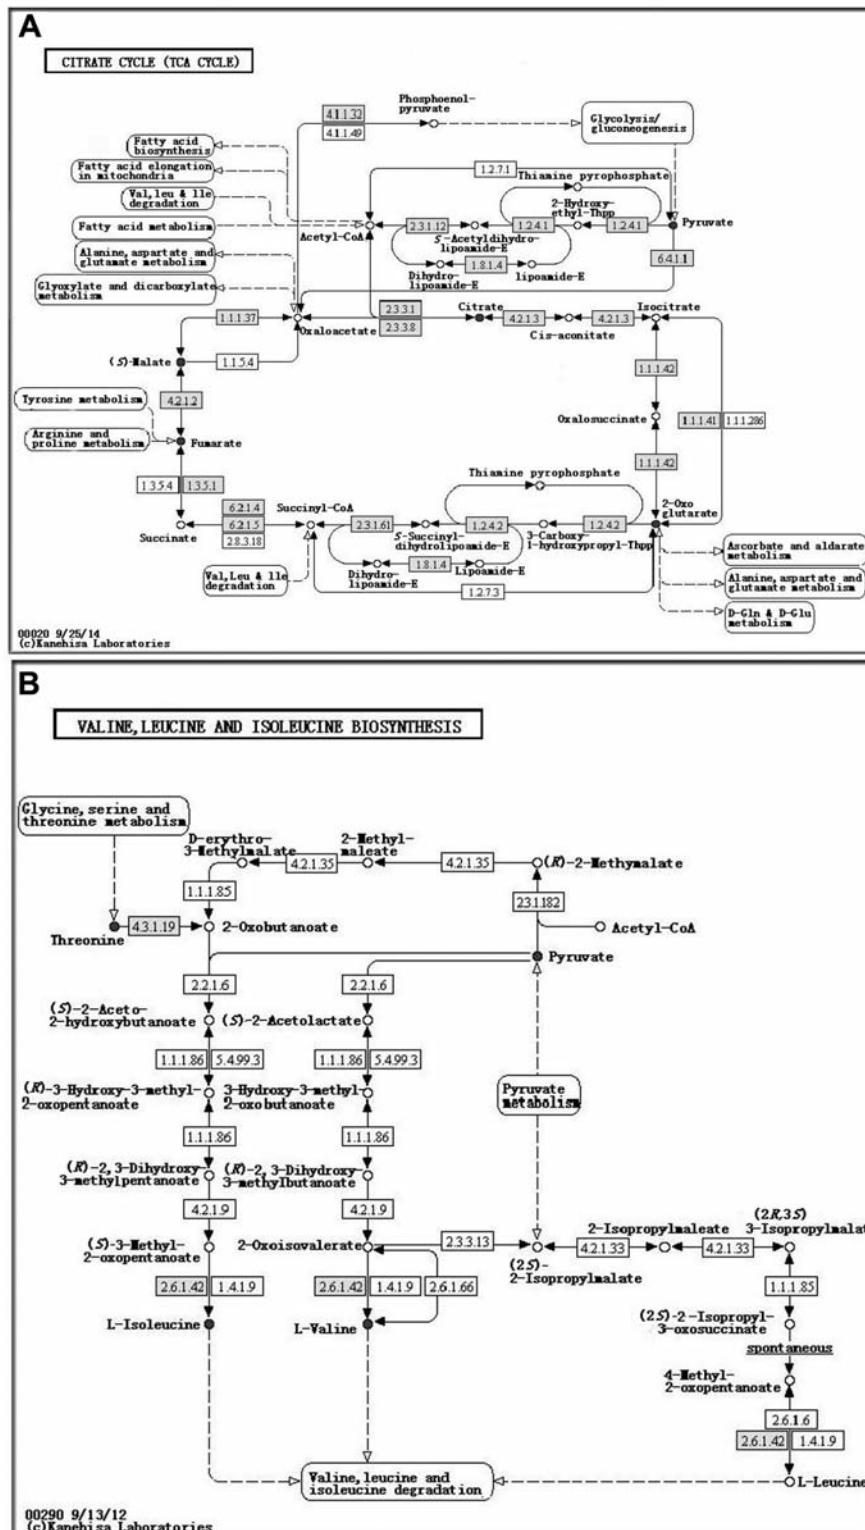 A
CITRATE CYCLE (TCA CYCLE)
Phosphoenol-
pyruvate
4.1.1.32
4.1.1.49
Glycolysis/
gluconeogenesis
Fatty acid
biosynthesis
Fatty acid elongation
in mitochondria
Val,leu & Ile
degradation
Fatty acid metabolism
Alanine,aspartate and
glutamate metabolism
Glyoxylate and dicarboxylate
metabolism
1.2.7.1
Thiamine pyrophosphate
2-Hydroxy-
ethyl-Thpp
Acetyl-CoA
2.3.1.12
1.2.4.1
1.2.4.1
Pyruvate
S-Acetyldihydro-
lipoamide-E
6.4.1.1
1.8.1.4
Dihydro-
lipoamide-E
lipoamide-E
1.1.1.37
Oxaloacetate
2.3.3.1
2.3.3.8
Citrate
4.2.1.3
Cis-aconitate
4.2.1.3
Isocitrate
(S)-Malate
1.1.5.4
1.1.1.42
Tyrosine metabolism
4.2.1.2
Oxalosuccinate
1.1.1.41
1.1.1.286
Arginine and
proline metabolism
Fumarate
1.1.1.42
1.3.5.4
1.3.5.1
Thiamine pyrophosphate
6.2.1.4
6.2.1.5
2.8.3.18
Succinate
Succinyl-CoA
2.3.1.61
1.2.4.2
1.2.4.2
2-Oxo
glutarate
S-Succinyl-
dihydrolipoamide-E
3-Carboxy-
1-hydroxypropyl-Thpp
1.8.1.4
Dihydro-
lipoamide-E
Lipoamide-E
Val,Leu & Ile
degradation
1.2.7.3
Ascorbate and aldarate
metabolism
Alanine,aspartate and
glutamate metabolism
D-Gln & D-Glu
metabolism
00020 9/25/14
(c)Kanehisa Laboratories
B
VALINE,LEUCINE AND ISOLEUCINE BIOSYNTHESIS
Glycine,serine and
threonine metabolism
D-erythro-
3-Methylmalate
4.2.1.35
2-Methyl-
maleate
4.2.1.35
(R)-2-Methymalate
1.1.1.85
2.3.1.182
Threonine
4.3.1.19
2-Oxobutanoate
Acetyl-CoA
Pyruvate
2.2.1.6
2.2.1.6
(S)-2-Aceto-
2-hydroxybutanoate
(S)-2-Acetolactate
1.1.1.86
5.4.99.3
1.1.1.86
5.4.99.3
(R)-3-Hydroxy-3-methyl-
2-oxopentanoate
3-Hydroxy-3-methyl-
2-oxobutanoate
Pyruvate
metabolism
1.1.1.86
1.1.1.86
(R)-2,3-Dihydroxy-
3-methylpentanoate
(R)-2,3-Dihydroxy-
3-methylbutanoate
4.2.1.9
4.2.1.9
(S)-3-Methyl-
2-oxopentanoate
2-Oxoisovalerate
2.3.3.13
(2S)-
2-Isopropylmalate
4.2.1.33
2-Isopropylmaleate
4.2.1.33
(2R,3S)
3-Isopropylmalat
2.6.1.42
1.4.1.9
2.6.1.42
1.4.1.9
2.6.1.66
1.1.1.85
L-Isoleucine
L-Valine
(2S)-2-Isopropyl-
3-oxosuccinate
spontaneous
4-Methyl-
2-oxopentanoate
2.6.1.6
2.6.1.42
1.4.1.9
L-Leucine
Valine,leucine and
isoleucine degradation
00290 9/13/12
(c)Kanehisa Laboratories